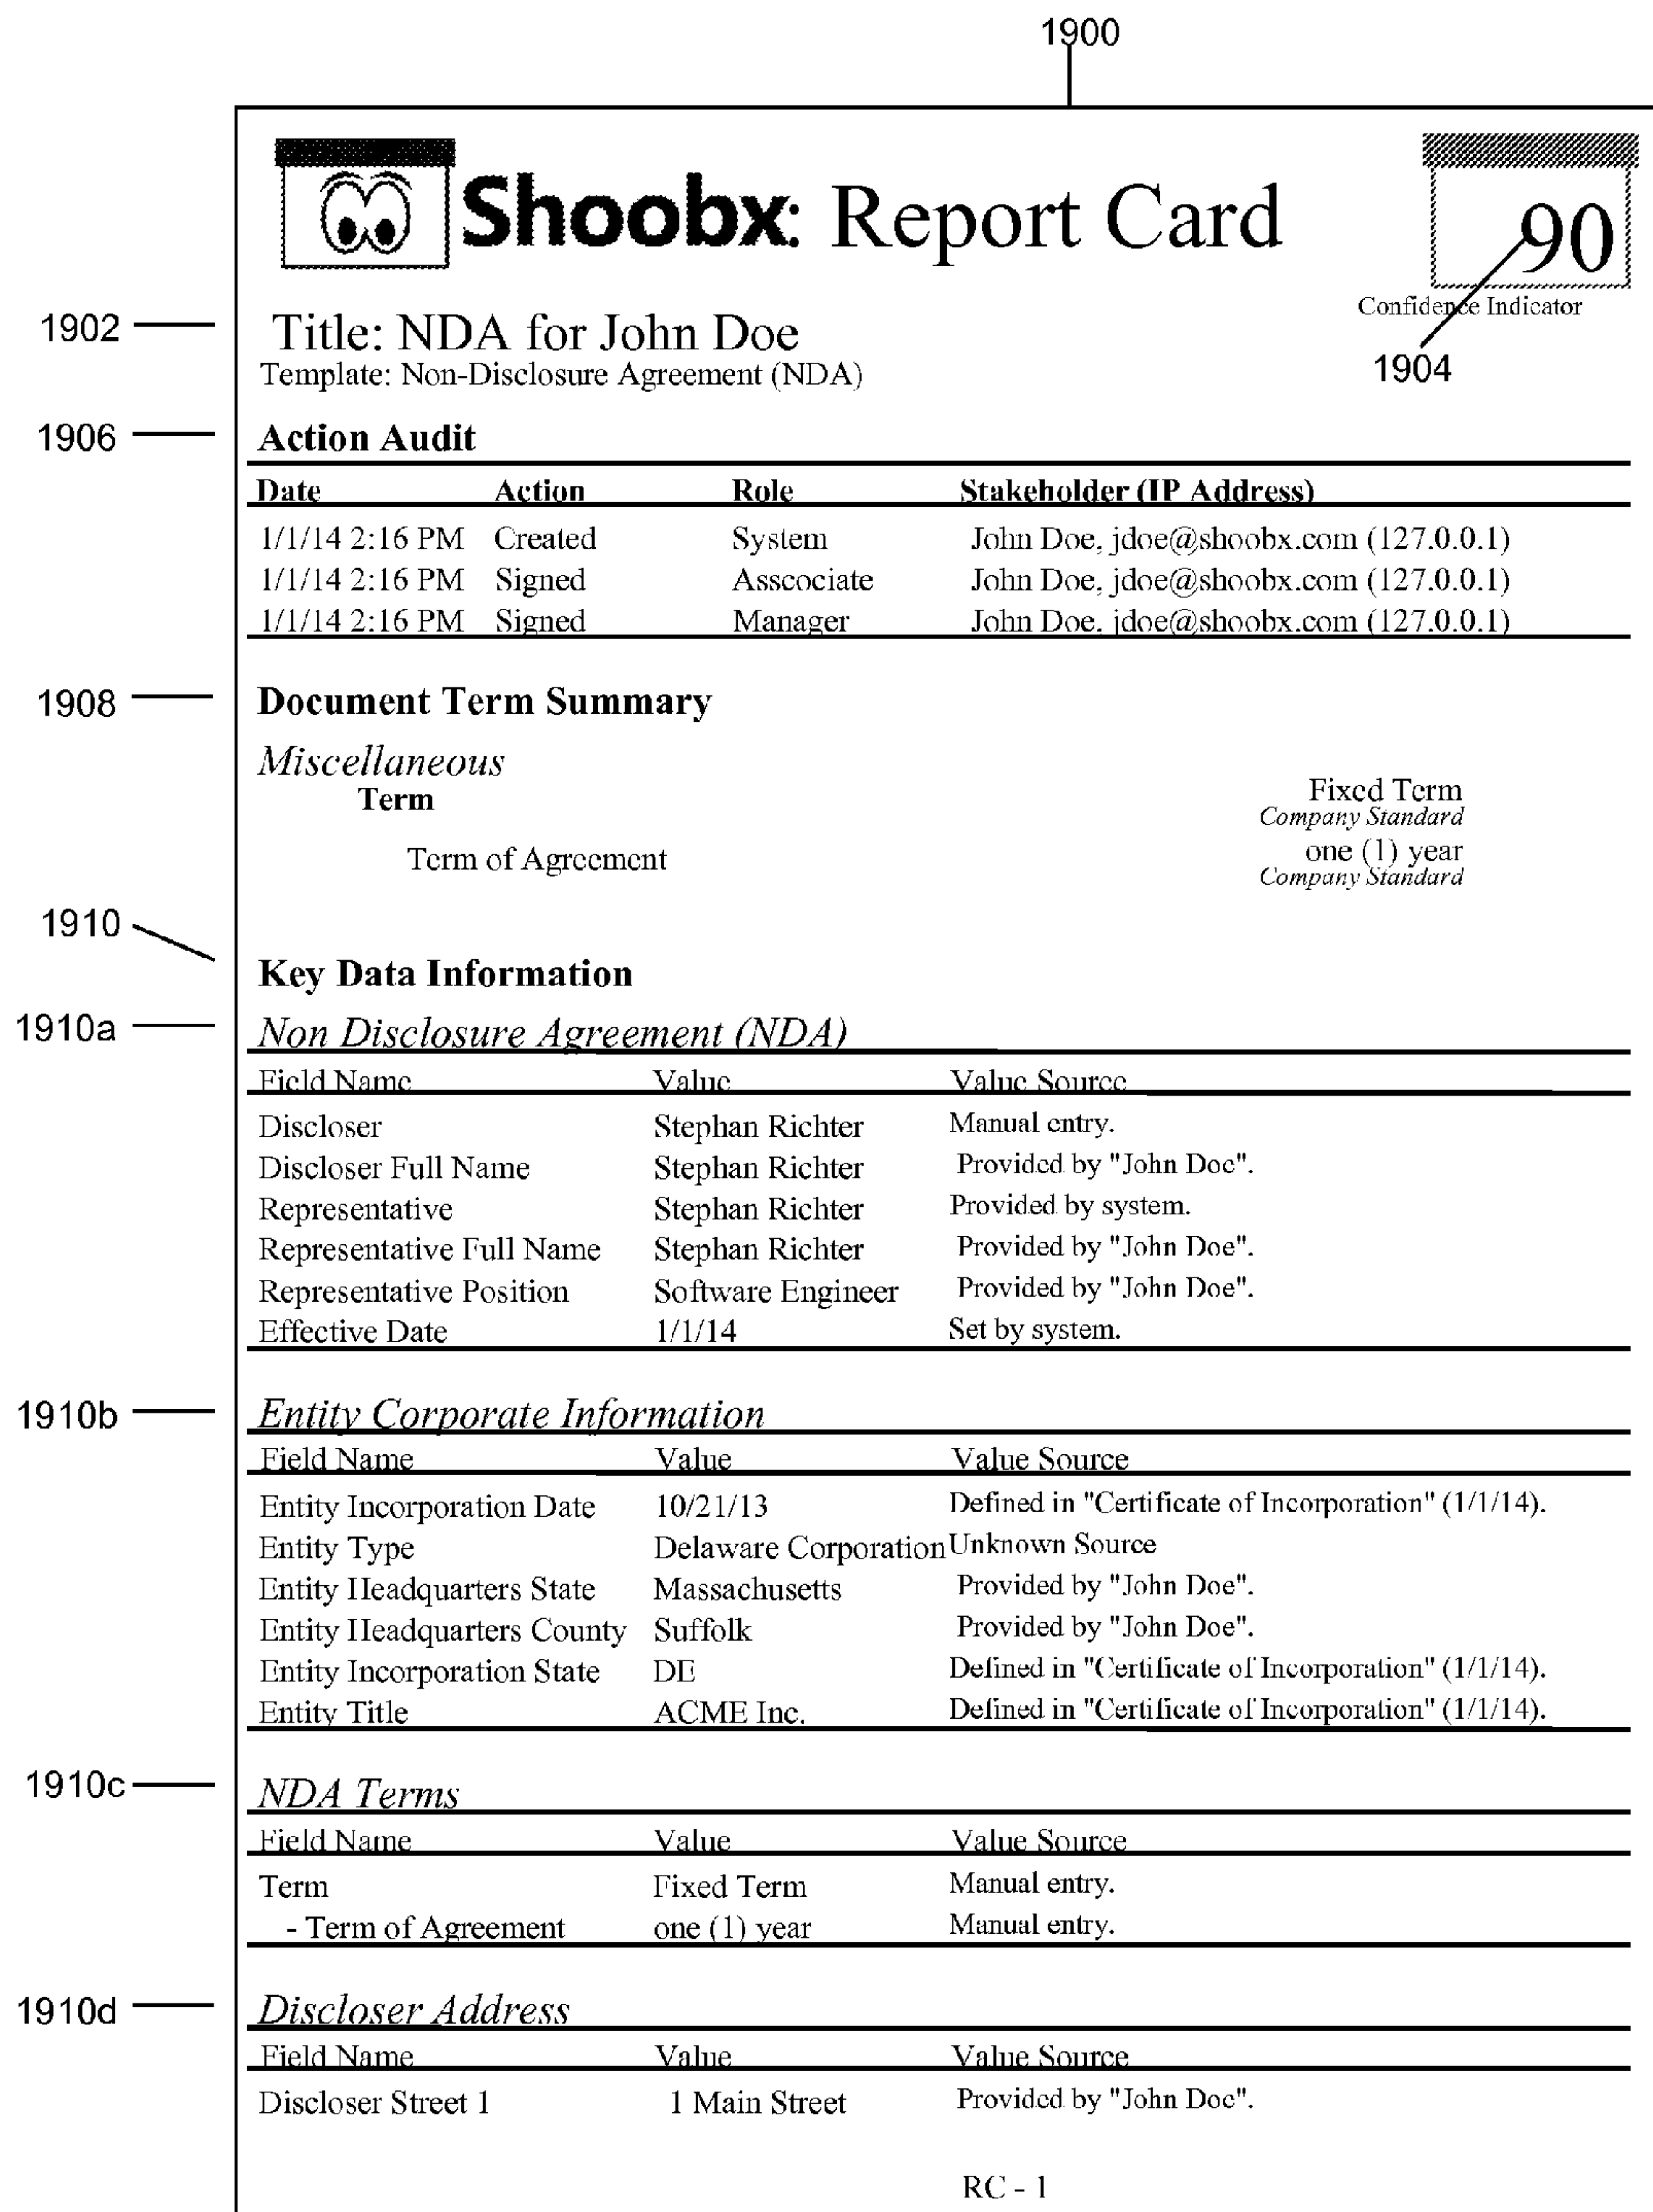 1900
Shoobx: Report Card
90
Confidence Indicator
1904
1902
Title: NDA for John Doe
Template: Non-Disclosure Agreement (NDA)
1906
Action Audit
Date Action Role Stakeholder (IP Address)
1/1/14 2:16 PM Created System John Doe, jdoe@shoobx.com (127.0.0.1)
1/1/14 2:16 PM Signed Asscociate John Doe, jdoe@shoobx.com (127.0.0.1)
1/1/14 2:16 PM Signed Manager John Doe, jdoe@shoobx.com (127.0.0.1)
1908
Document Term Summary
Miscellaneous
Term Fixed Term
Company Standard
Term of Agreement one (1) year
Company Standard
1910
Key Data Information
1910a
Non Disclosure Agreement (NDA)
Field Name Value Value Source
Discloser Stephan Richter Manual entry.
Discloser Full Name Stephan Richter Provided by "John Doe".
Representative Stephan Richter Provided by system.
Representative Full Name Stephan Richter Provided by "John Doe".
Representative Position Software Engineer Provided by "John Doe".
Effective Date 1/1/14 Set by system.
1910b
Entity Corporate Information
Field Name Value Value Source
Entity Incorporation Date 10/21/13 Defined in "Certificate of Incorporation" (1/1/14).
Entity Type Delaware Corporation Unknown Source
Entity Headquarters State Massachusetts Provided by "John Doe".
Entity Headquarters County Suffolk Provided by "John Doe".
Entity Incorporation State DE Defined in "Certificate of Incorporation" (1/1/14).
Entity Title ACME Inc. Defined in "Certificate of Incorporation" (1/1/14).
1910c
NDA Terms
Field Name Value Value Source
Term Fixed Term Manual entry.
- Term of Agreement one (1) year Manual entry.
1910d
Discloser Address
Field Name Value Value Source
Discloser Street 1 1 Main Street Provided by "John Doe".
RC - 1